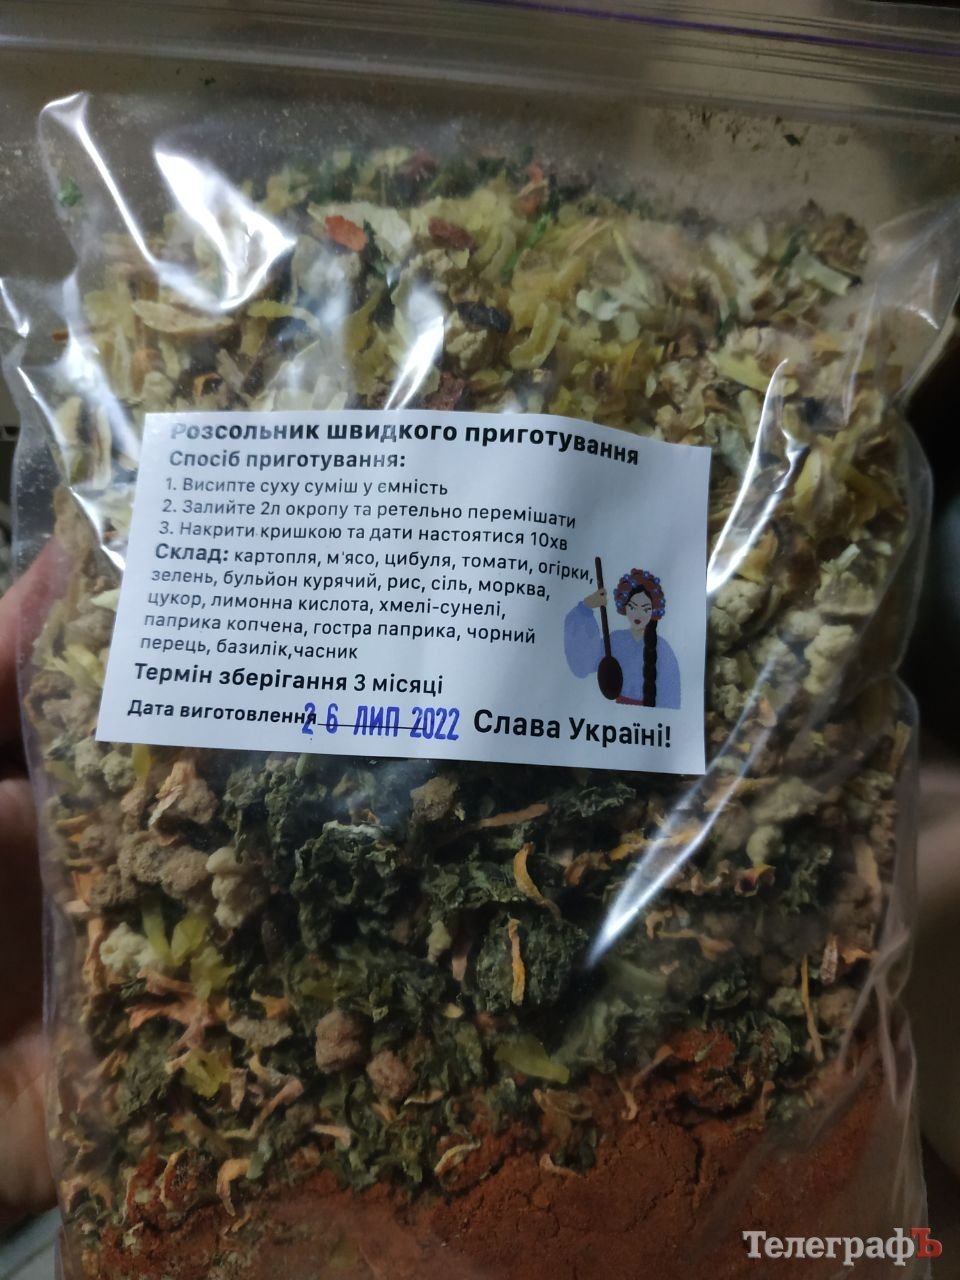 Розсольник швидкого приготування
Спосіб приготування:
1. Висипте суху суміш у ємність
2. Залийте 2л окропу та ретельно перемішати
3. Накрити кришкою та дати настоятися 10хв
Склад: картопля, м'ясо, цибуля, томати, огірки,
зелень, бульйон курячий, рис, сіль, морква,
цукор, лимонна кислота, хмелі-сунелі,
паприка копчена, гостра паприка, чорний
перець, базилік,часник
Термін зберігання 3 місяці
Дата виготовлення 26 ЛИП 2022 Слава Україні!
ТелеграфЪ